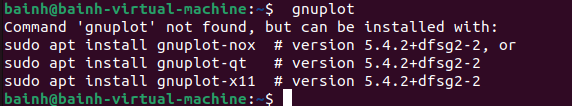 bainh@bainh-virtual-machine:~$  gnuplot
Command 'gnuplot' not found, but can be installed with:
sudo apt install gnuplot-nox  # version 5.4.2+dfsg2-2, or
sudo apt install gnuplot-qt   # version 5.4.2+dfsg2-2
sudo apt install gnuplot-x11  # version 5.4.2+dfsg2-2
bainh@bainh-virtual-machine:~$